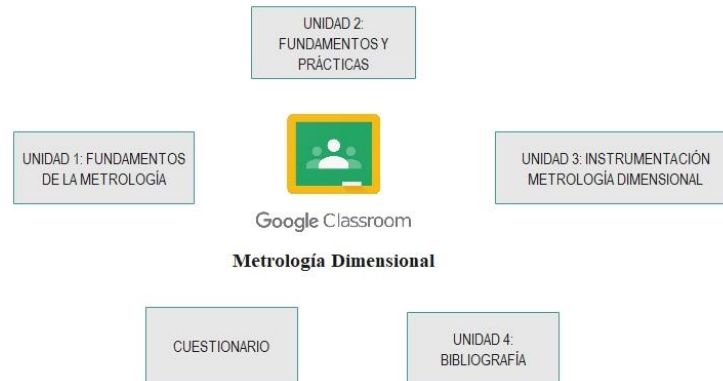 UNIDAD 2:
FUNDAMENTOS Y
PRÁCTICAS
UNIDAD 1: FUNDAMENTOS
DE LA METROLOGÍA
UNIDAD 3: INSTRUMENTACIÓN
METROLOGÍA DIMENSIONAL
Google Classroom
Metrología Dimensional
CUESTIONARIO
UNIDAD 4:
BIBLIOGRAFÍA